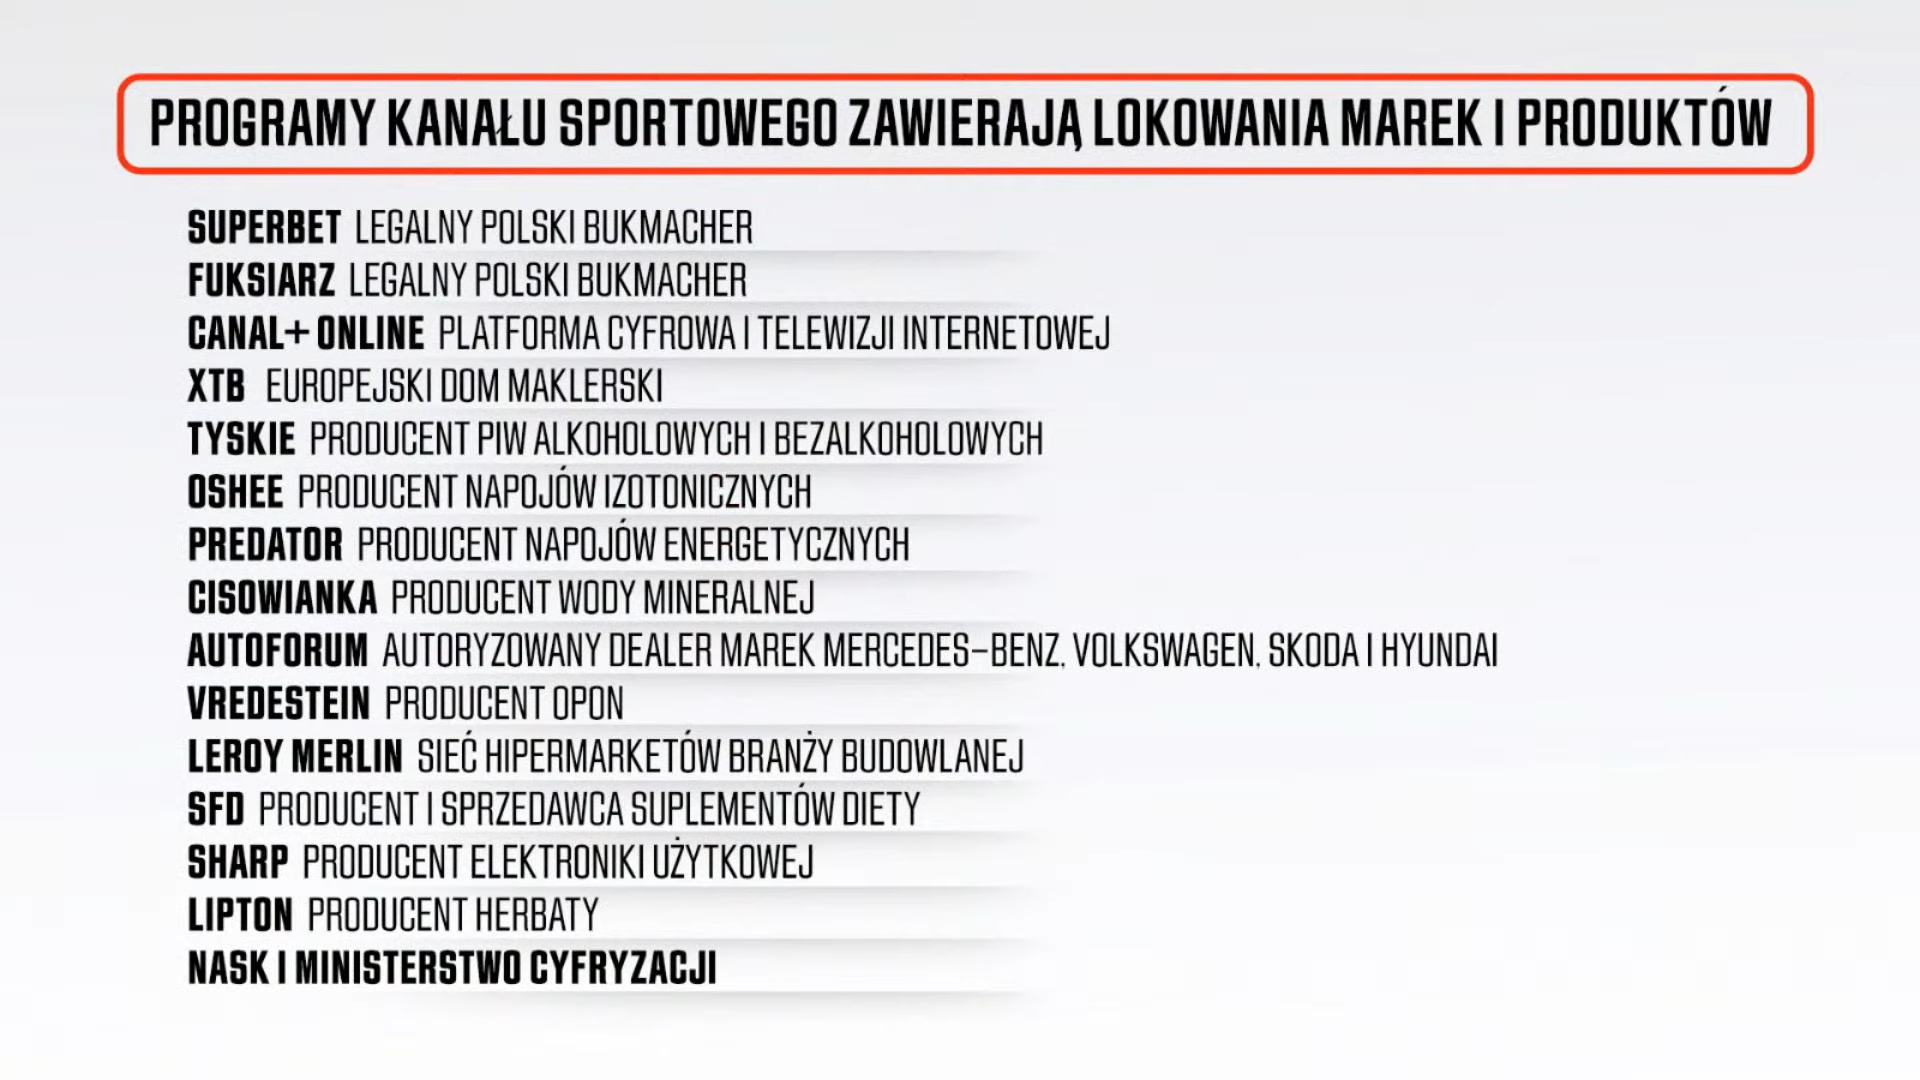 PROGRAMY KANAŁU SPORTOWEGO ZAWIERAJĄ LOKOWANIA MAREK I PRODUKTÓW
SUPERBET LEGALNY POLSKI BUKMACHER
FUKSIARZ LEGALNY POLSKI BUKMACHER
CANAL+ ONLINE PLATFORMA CYFROWA I TELEWIZJI INTERNETOWEJ
XTB EUROPEJSKI DOM MAKLERSKI
TYSKIE PRODUCENT PIW ALKOHOLOWYCH I BEZALKOHOLOWYCH
OSHEE PRODUCENT NAPOJÓW IZOTONICZNYCH
PREDATOR PRODUCENT NAPOJÓW ENERGETYCZNYCH
CISOWIANKA PRODUCENT WODY MINERALNEJ
AUTOFORUM AUTORYZOWANY DEALER MAREK MERCEDES-BENZ, VOLKSWAGEN, SKODA I HYUNDAI
VREDESTEIN PRODUCENT OPON
LEROY MERLIN SIEĆ HIPERMARKETÓW BRANŻY BUDOWLANEJ
SFD PRODUCENT I SPRZEDAWCA SUPLEMENTÓW DIETY
SHARP PRODUCENT ELEKTRONIKI UŻYTKOWEJ
LIPTON PRODUCENT HERBATY
NASK I MINISTERSTWO CYFRYZACJI